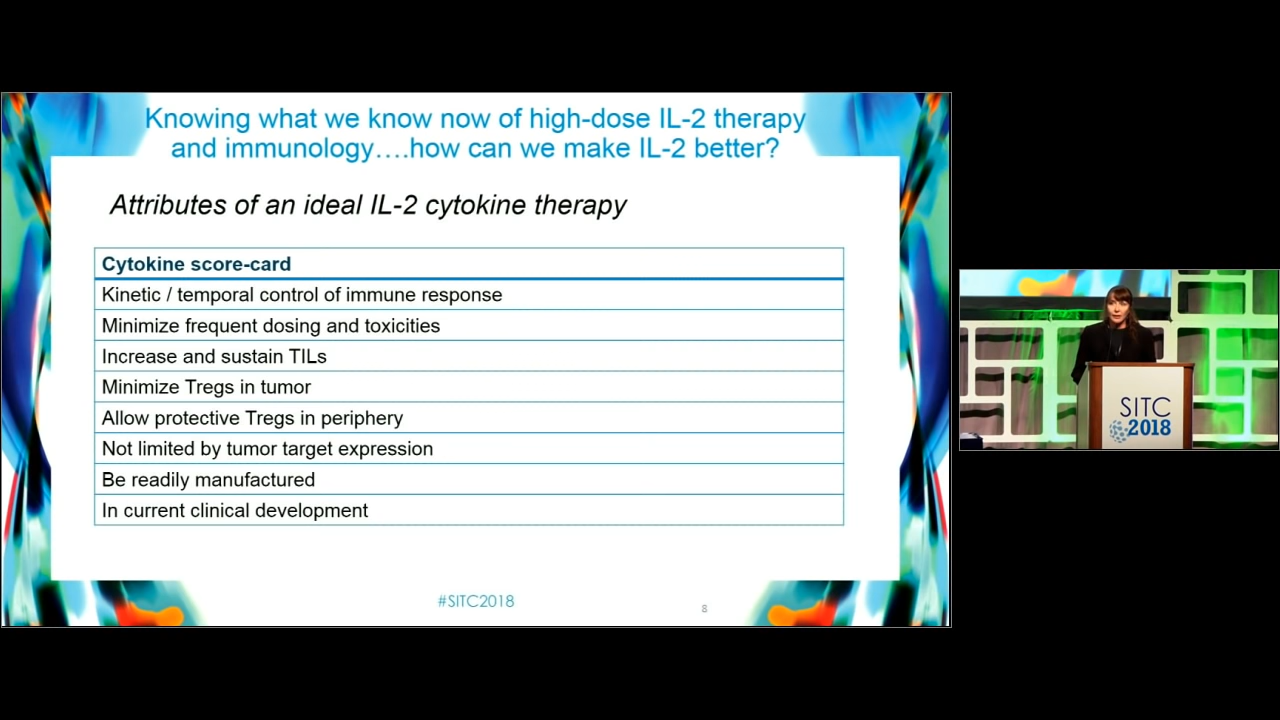 Knowing what we know now of high-dose IL-2 therapy
and immunology….how can we make IL-2 better?
Attributes of an ideal IL-2 cytokine therapy
Cytokine score-card
Kinetic / temporal control of immune response
Minimize frequent dosing and toxicities
Increase and sustain TILs
Minimize Tregs in tumor
Allow protective Tregs in periphery
Not limited by tumor target expression
Be readily manufactured
In current clinical development
#SITC2018
8
SITC
2018